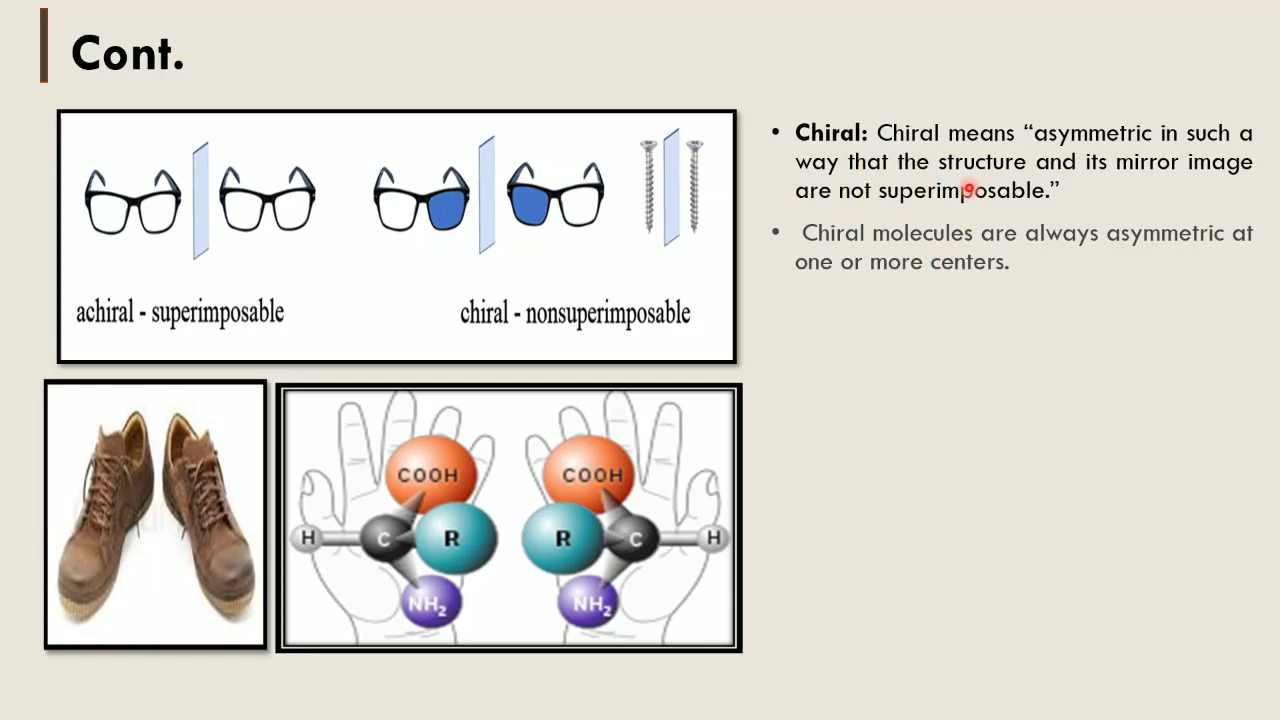 Cont.
achiral - superimposable
chiral - nonsuperimposable
COOH
COOH
H
C
R
R
C
H
NH2
NH2
• Chiral: Chiral means “asymmetric in such a
way that the structure and its mirror image
are not superimposable.”
• Chiral molecules are always asymmetric at
one or more centers.